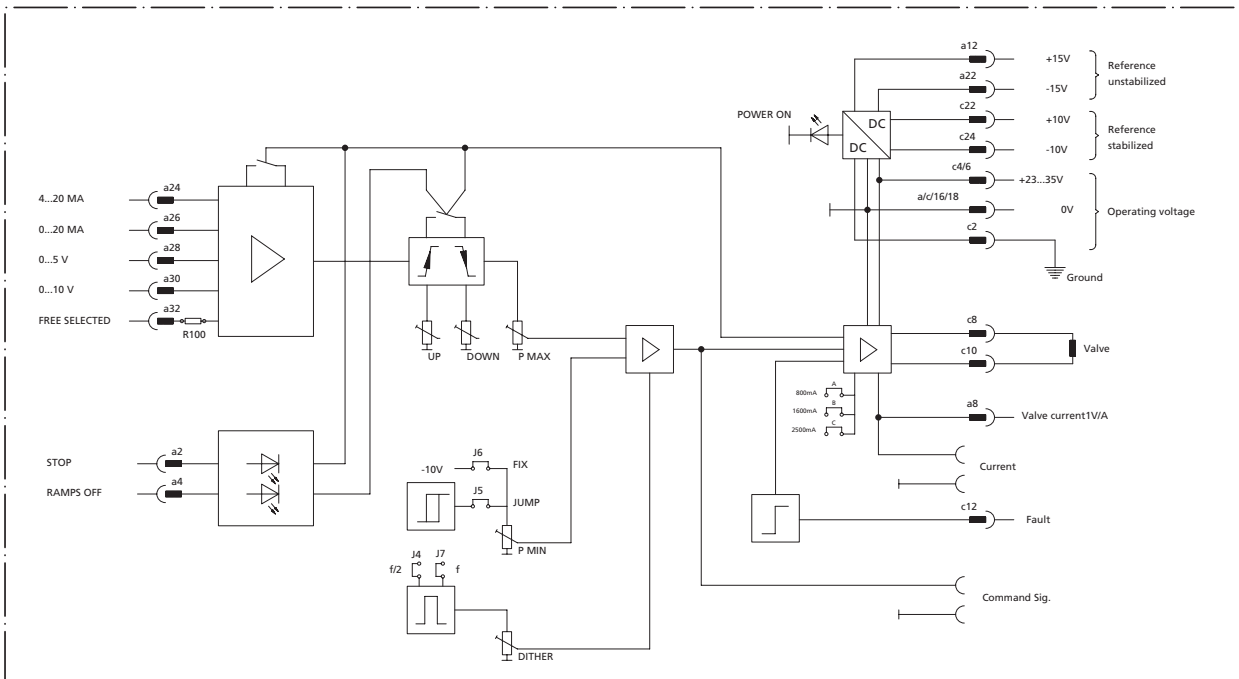 a12
+15V
Reference
unstabilized
a22
-15V
POWER ON
DC
DC
c22
+10V
Reference
stabilized
c24
-10V
c4/6
+23...35V
a/c/16/18
0V
Operating voltage
c2
Ground
4...20 MA
a24
0...20 MA
a26
0...5 V
a28
0...10 V
a30
FREE SELECTED
a32
R100
UP
DOWN
P MAX
c8
c10
Valve
800mA
A
1600mA
B
2500mA
C
a8
Valve current1V/A
Current
STOP
a2
RAMPS OFF
a4
-10V
J6
FIX
J5
JUMP
P MIN
c12
Fault
J4
J7
f/2
f
DITHER
Command Sig.